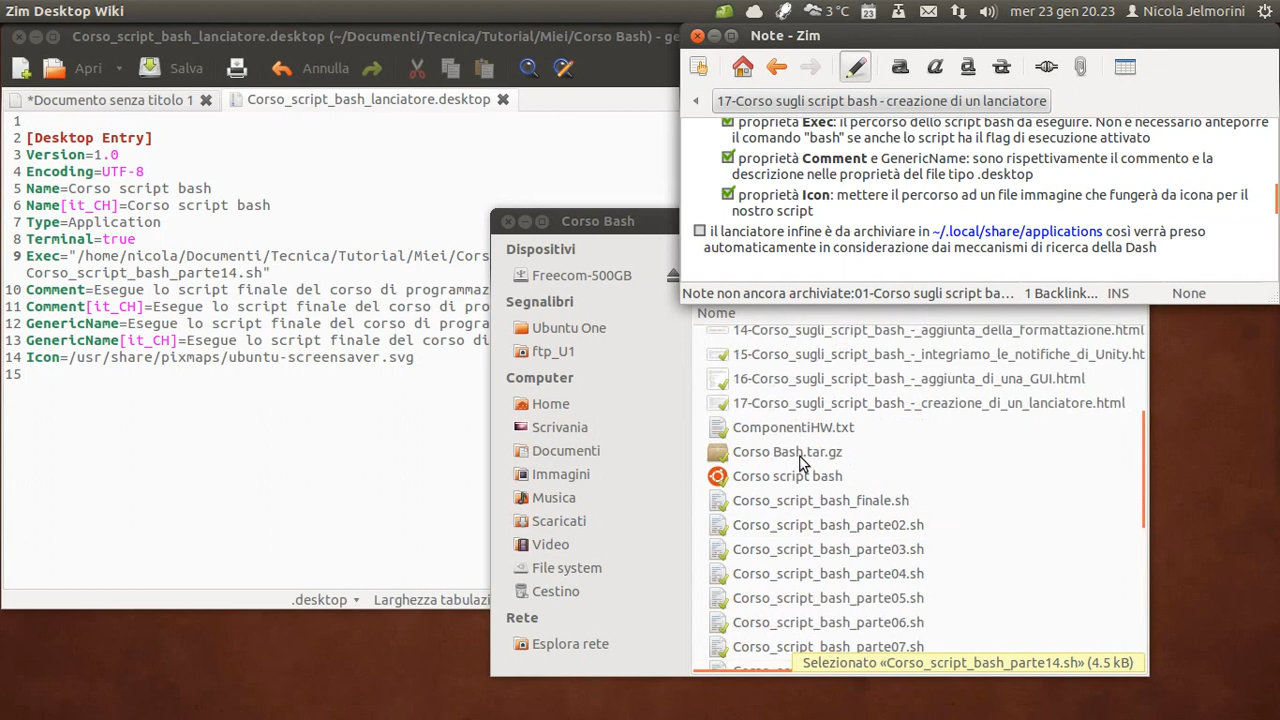 Zim Desktop Wiki
3 °C
mer 23 gen 20.23
Nicola Jelmorini
Corso_script_bash_lanciatore.desktop (~/Documenti/Tecnica/Tutorial/Miei/Corso Bash) - ge
Apri
Salva
Annulla
*Documento senza titolo 1
Corso_script_bash_lanciatore.desktop
1
2 [Desktop Entry]
3 Version=1.0
4 Encoding=UTF-8
5 Name=Corso script bash
6 Name[it_CH]=Corso script bash
7 Type=Application
8 Terminal=true
9 Exec="/home/nicola/Documenti/Tecnica/Tutorial/Miei/Cors
Corso_script_bash_parte14.sh"
10 Comment=Esegue lo script finale del corso di programmaz
11 Comment[it_CH]=Esegue lo script finale del corso di pro
12 GenericName=Esegue lo script finale del corso di progra
13 GenericName[it_CH]=Esegue lo script finale del corso di
14 Icon=/usr/share/pixmaps/ubuntu-screensaver.svg
15
.desktop
Larghezza tabulazi
Note - Zim
17-Corso sugli script bash - creazione di un lanciatore
proprietà Exec: il percorso dello script bash da eseguire. Non è necessario anteporre
il comando "bash" se anche lo script ha il flag di esecuzione attivato
proprietà Comment e GenericName: sono rispettivamente il commento e la
descrizione nelle proprietà del file tipo .desktop
proprietà Icon: mettere il percorso ad un file immagine che fungerà da icona per il
nostro script
il lanciatore infine è da archiviare in ~/.local/share/applications così verrà preso
automaticamente in considerazione dai meccanismi di ricerca della Dash
Note non ancora archiviate:01-Corso sugli script ba...
1 Backlink...
INS
None
Corso Bash
Dispositivi
Freecom-500GB
Segnalibri
Ubuntu One
ftp_U1
Computer
Home
Scrivania
Documenti
Immagini
Musica
Scaricati
Video
File system
Cestino
Rete
Esplora rete
Nome
14-Corso_sugli_script_bash_-_aggiunta_della_formattazione.html
15-Corso_sugli_script_bash_-_integriamo_le_notifiche_di_Unity.ht
16-Corso_sugli_script_bash_-_aggiunta_di_una_GUI.html
17-Corso_sugli_script_bash_-_creazione_di_un_lanciatore.html
ComponentiHW.txt
Corso Bash.tar.gz
Corso script bash
Corso_script_bash_finale.sh
Corso_script_bash_parte02.sh
Corso_script_bash_parte03.sh
Corso_script_bash_parte04.sh
Corso_script_bash_parte05.sh
Corso_script_bash_parte06.sh
Corso_script_bash_parte07.sh
Selezionato «Corso_script_bash_parte14.sh» (4.5 kB)